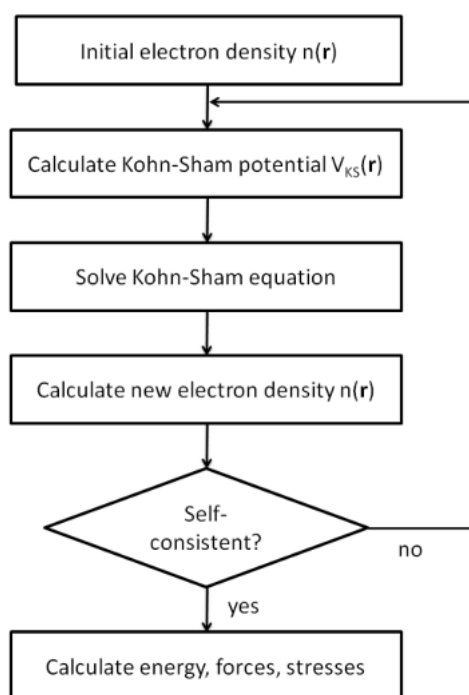 Initial electron density n(r)
Calculate Kohn-Sham potential V_KS(r)
Solve Kohn-Sham equation
Calculate new electron density n(r)
Self-
consistent?
no
yes
Calculate energy, forces, stresses